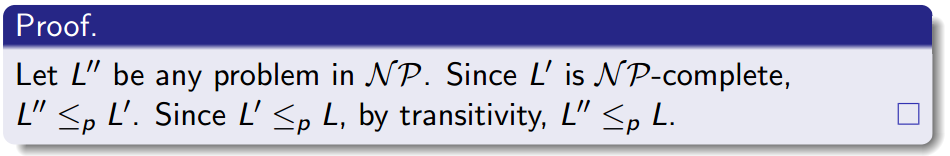 Proof.
Let L′′ be any problem in 𝒩𝒫. Since L′ is 𝒩𝒫-complete,
L′′ ≤ₚ L′. Since L′ ≤ₚ L, by transitivity, L′′ ≤ₚ L. □